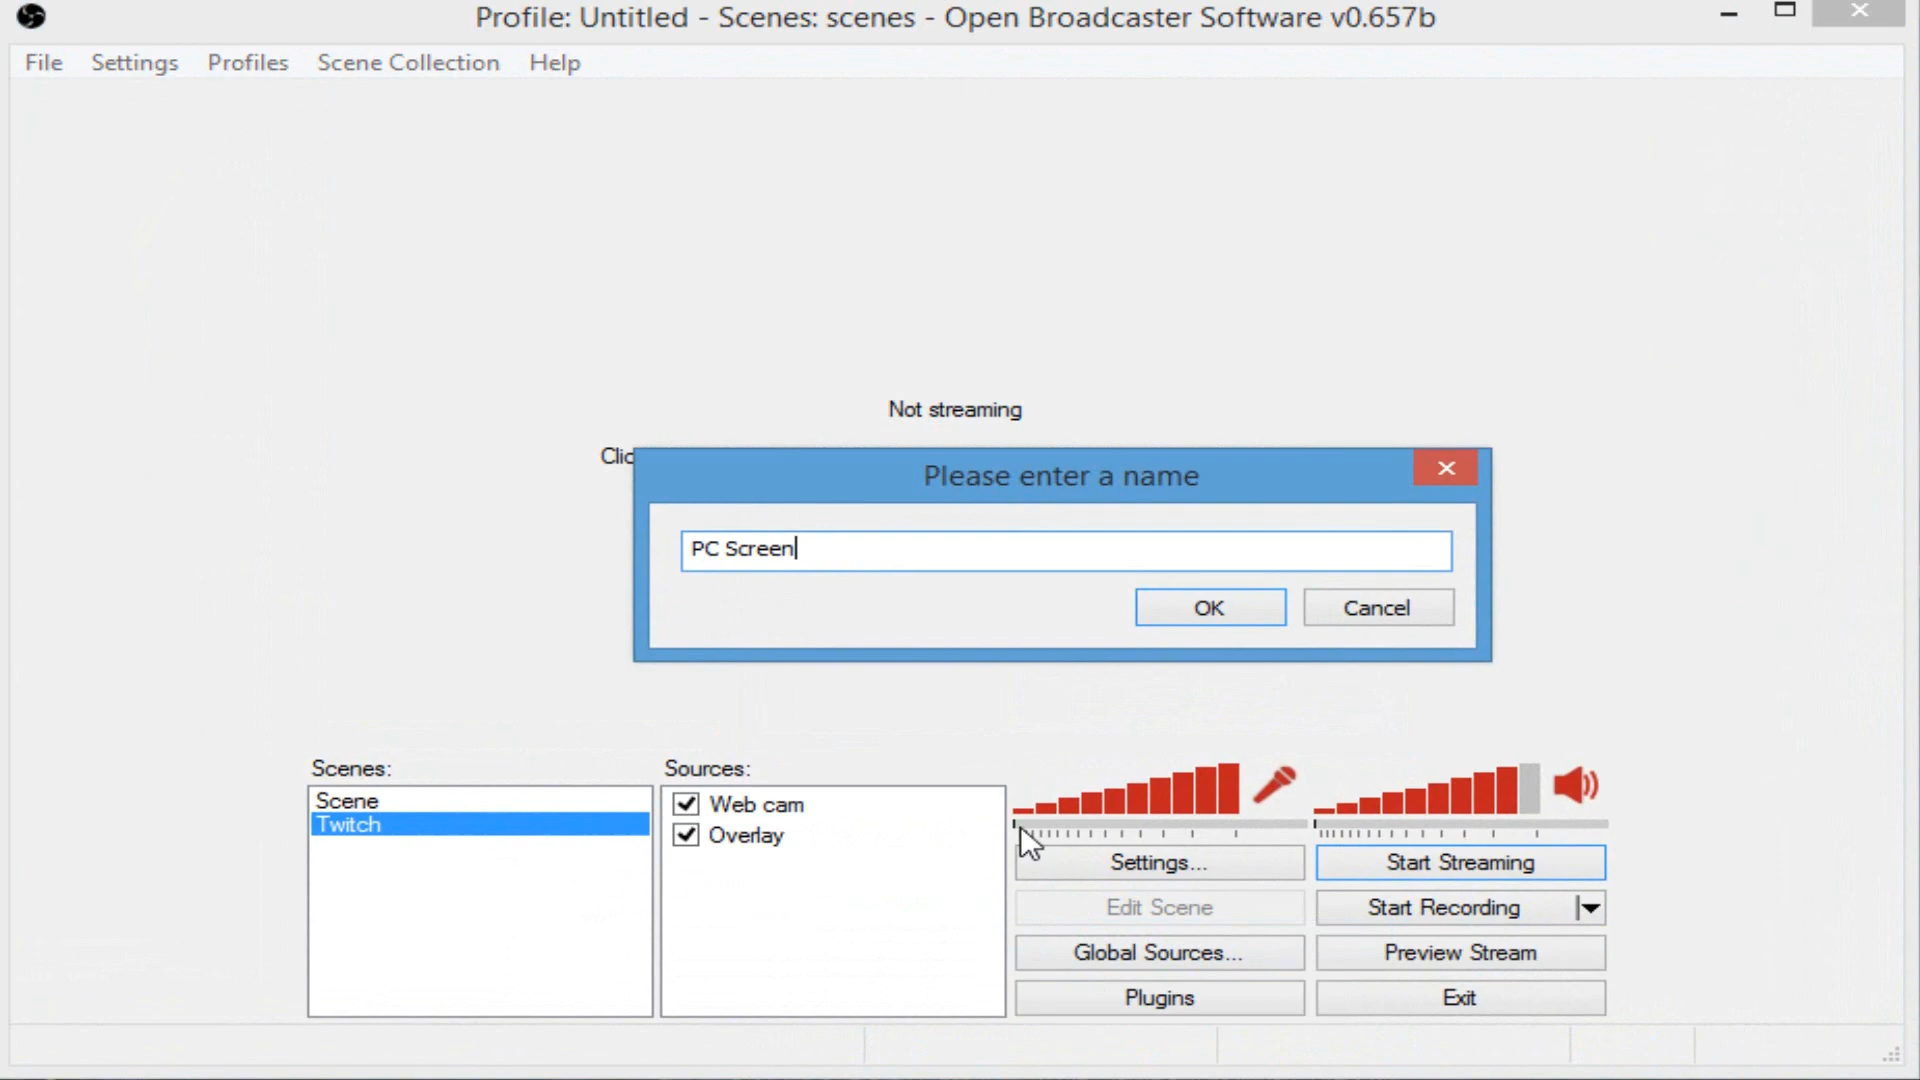 Profile: Untitled - Scenes: scenes - Open Broadcaster Software v0.657b
File Settings Profiles Scene Collection Help
Not streaming
Please enter a name
PC Screen
OK Cancel
Scenes:
Scene
Twitch
Sources:
Web cam
Overlay
Settings... Start Streaming
Edit Scene Start Recording
Global Sources... Preview Stream
Plugins Exit